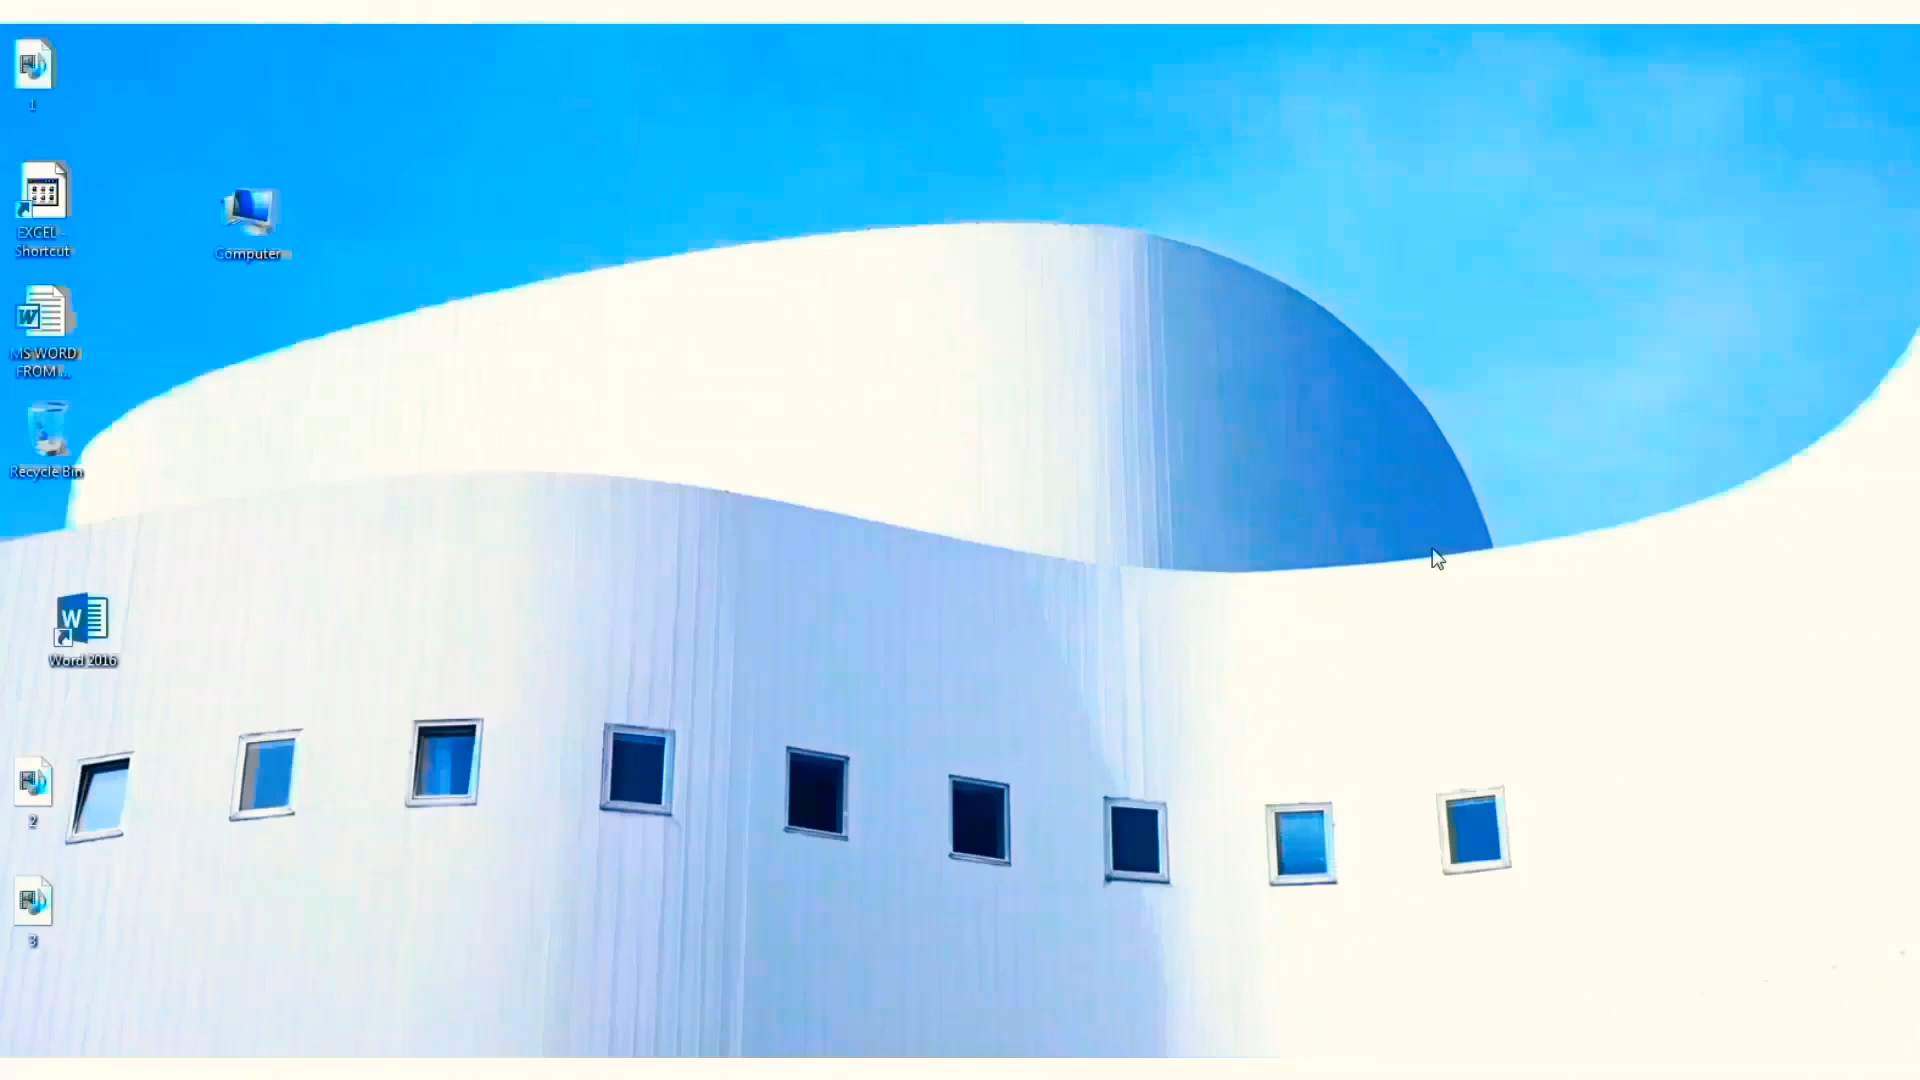 1
EXCEL -
Shortcut
Computer
MS WORD
FROM ...
Recycle Bin
W
Word 2016
2
3